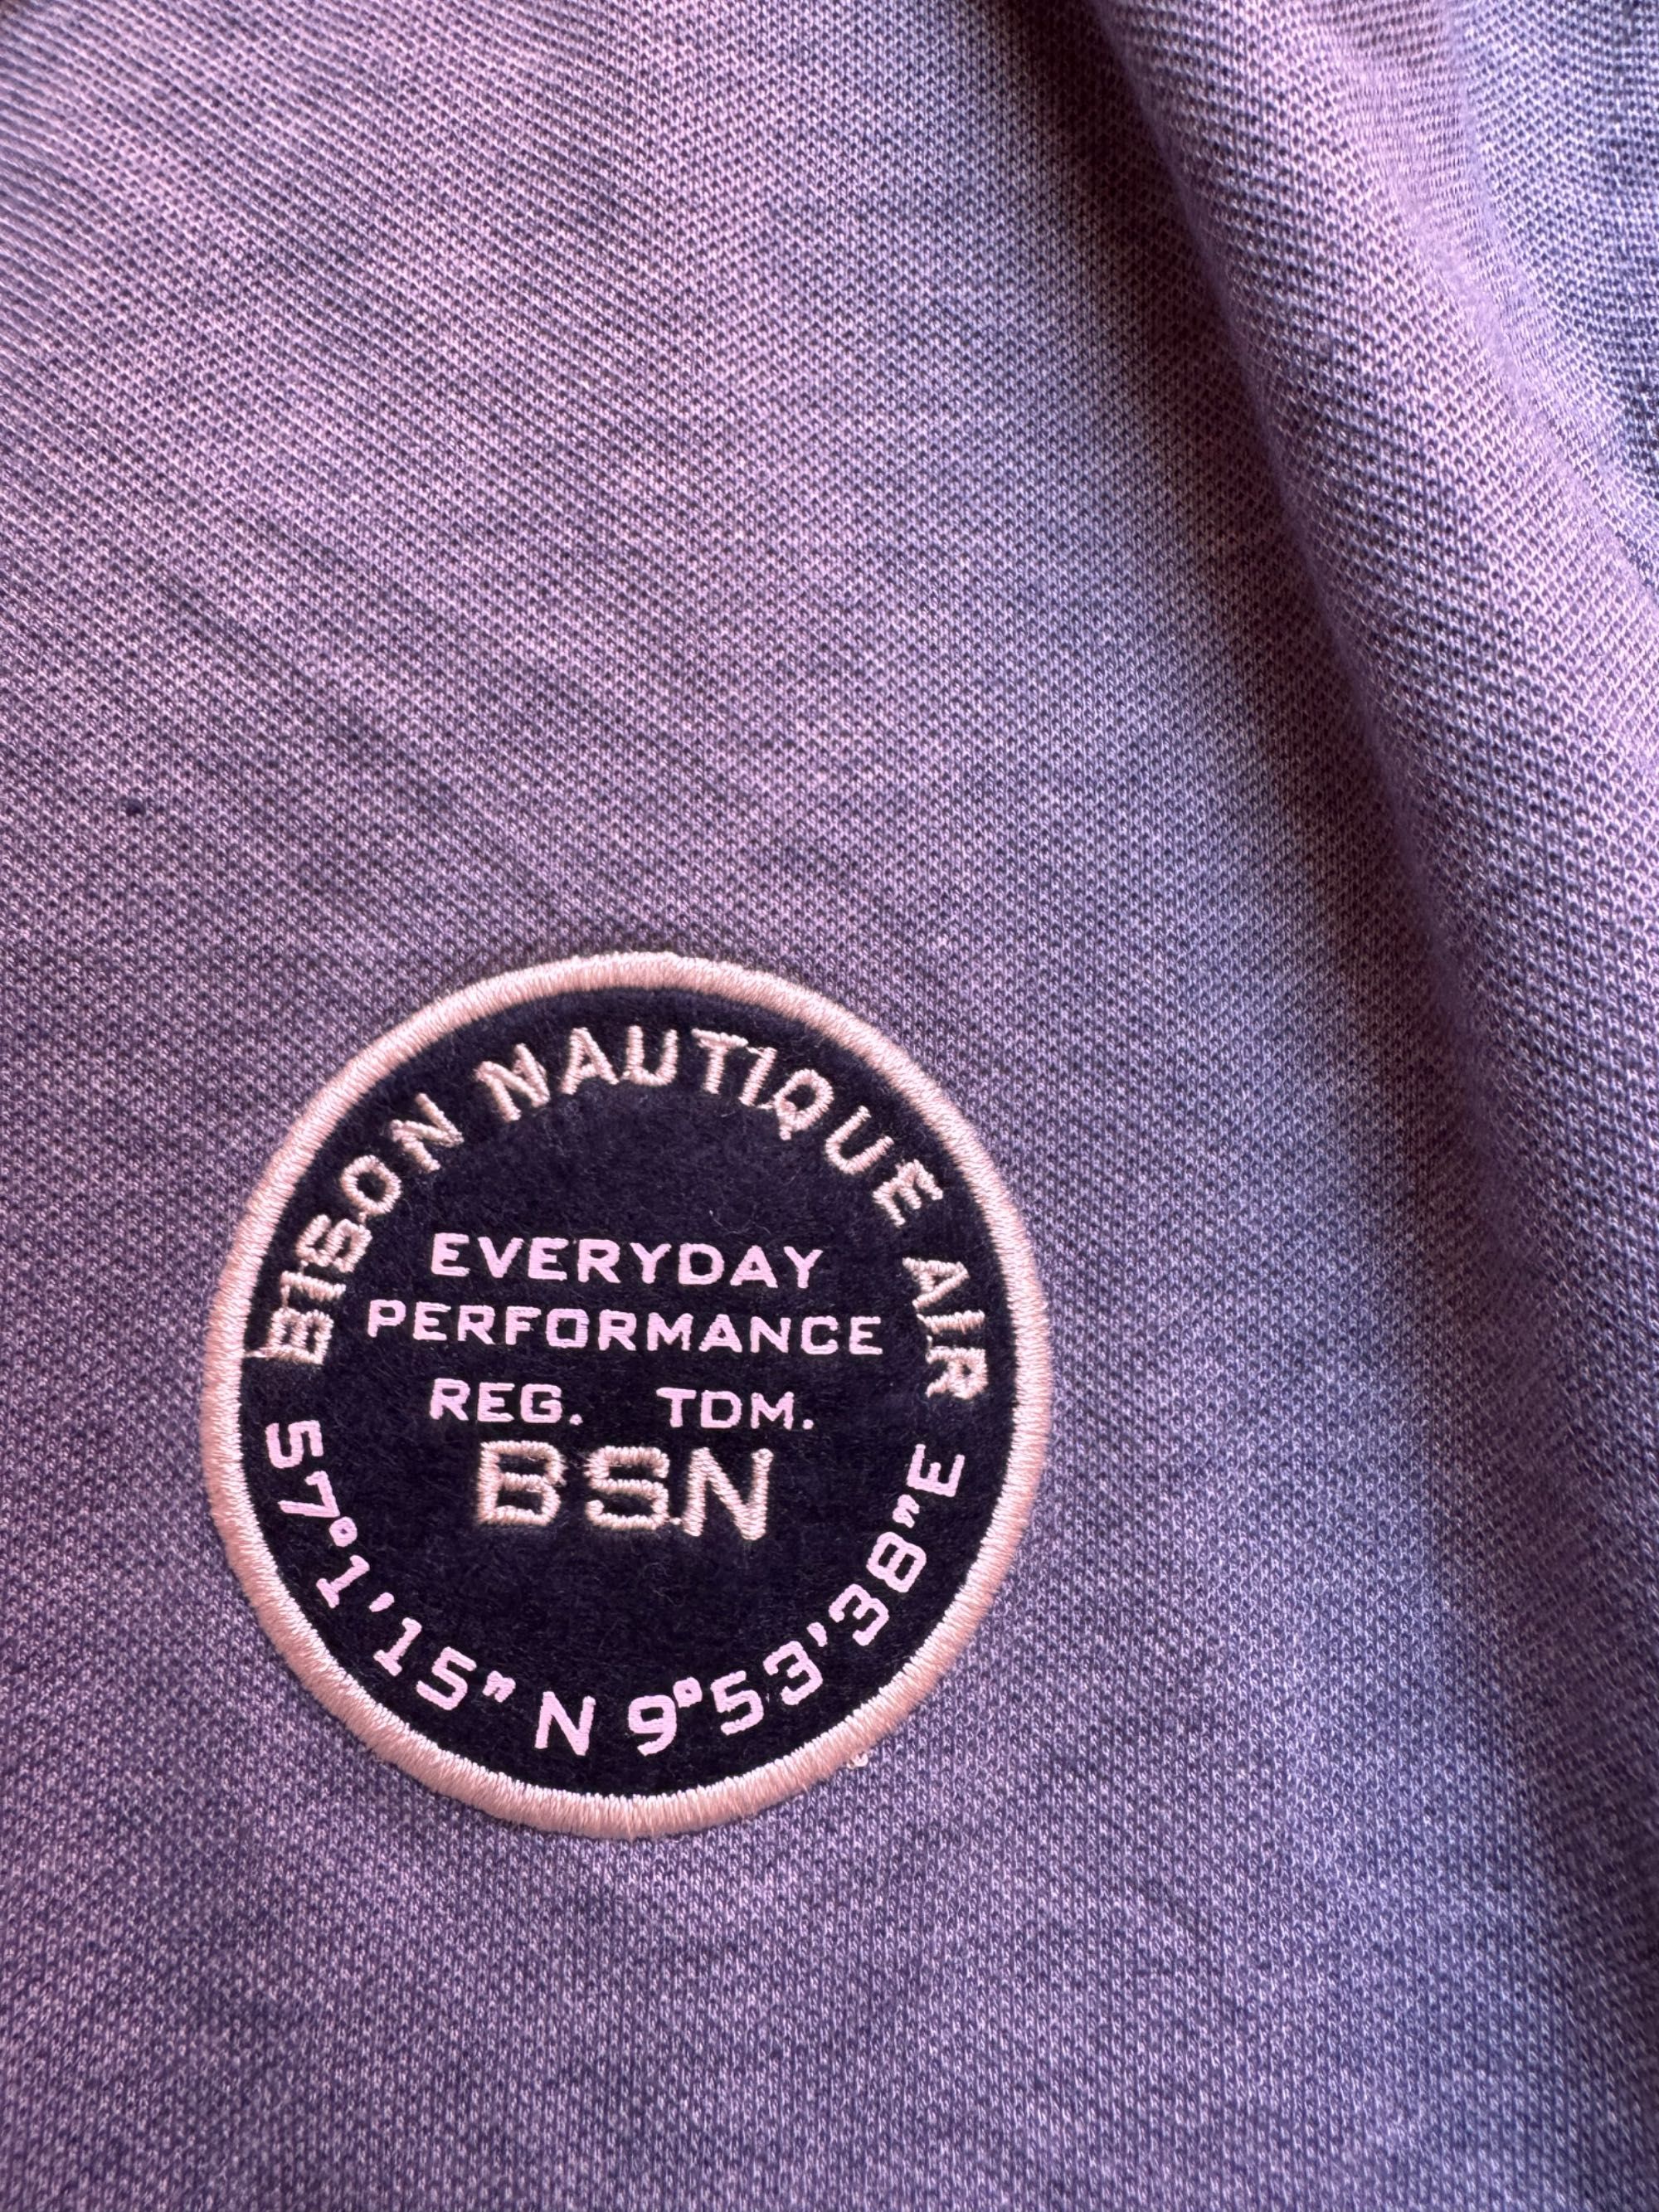 BISON NAUTIQUE AIR
EVERYDAY
PERFORMANCE
REG. TDM.
BSN
57°1'15" N 9°53'38"E